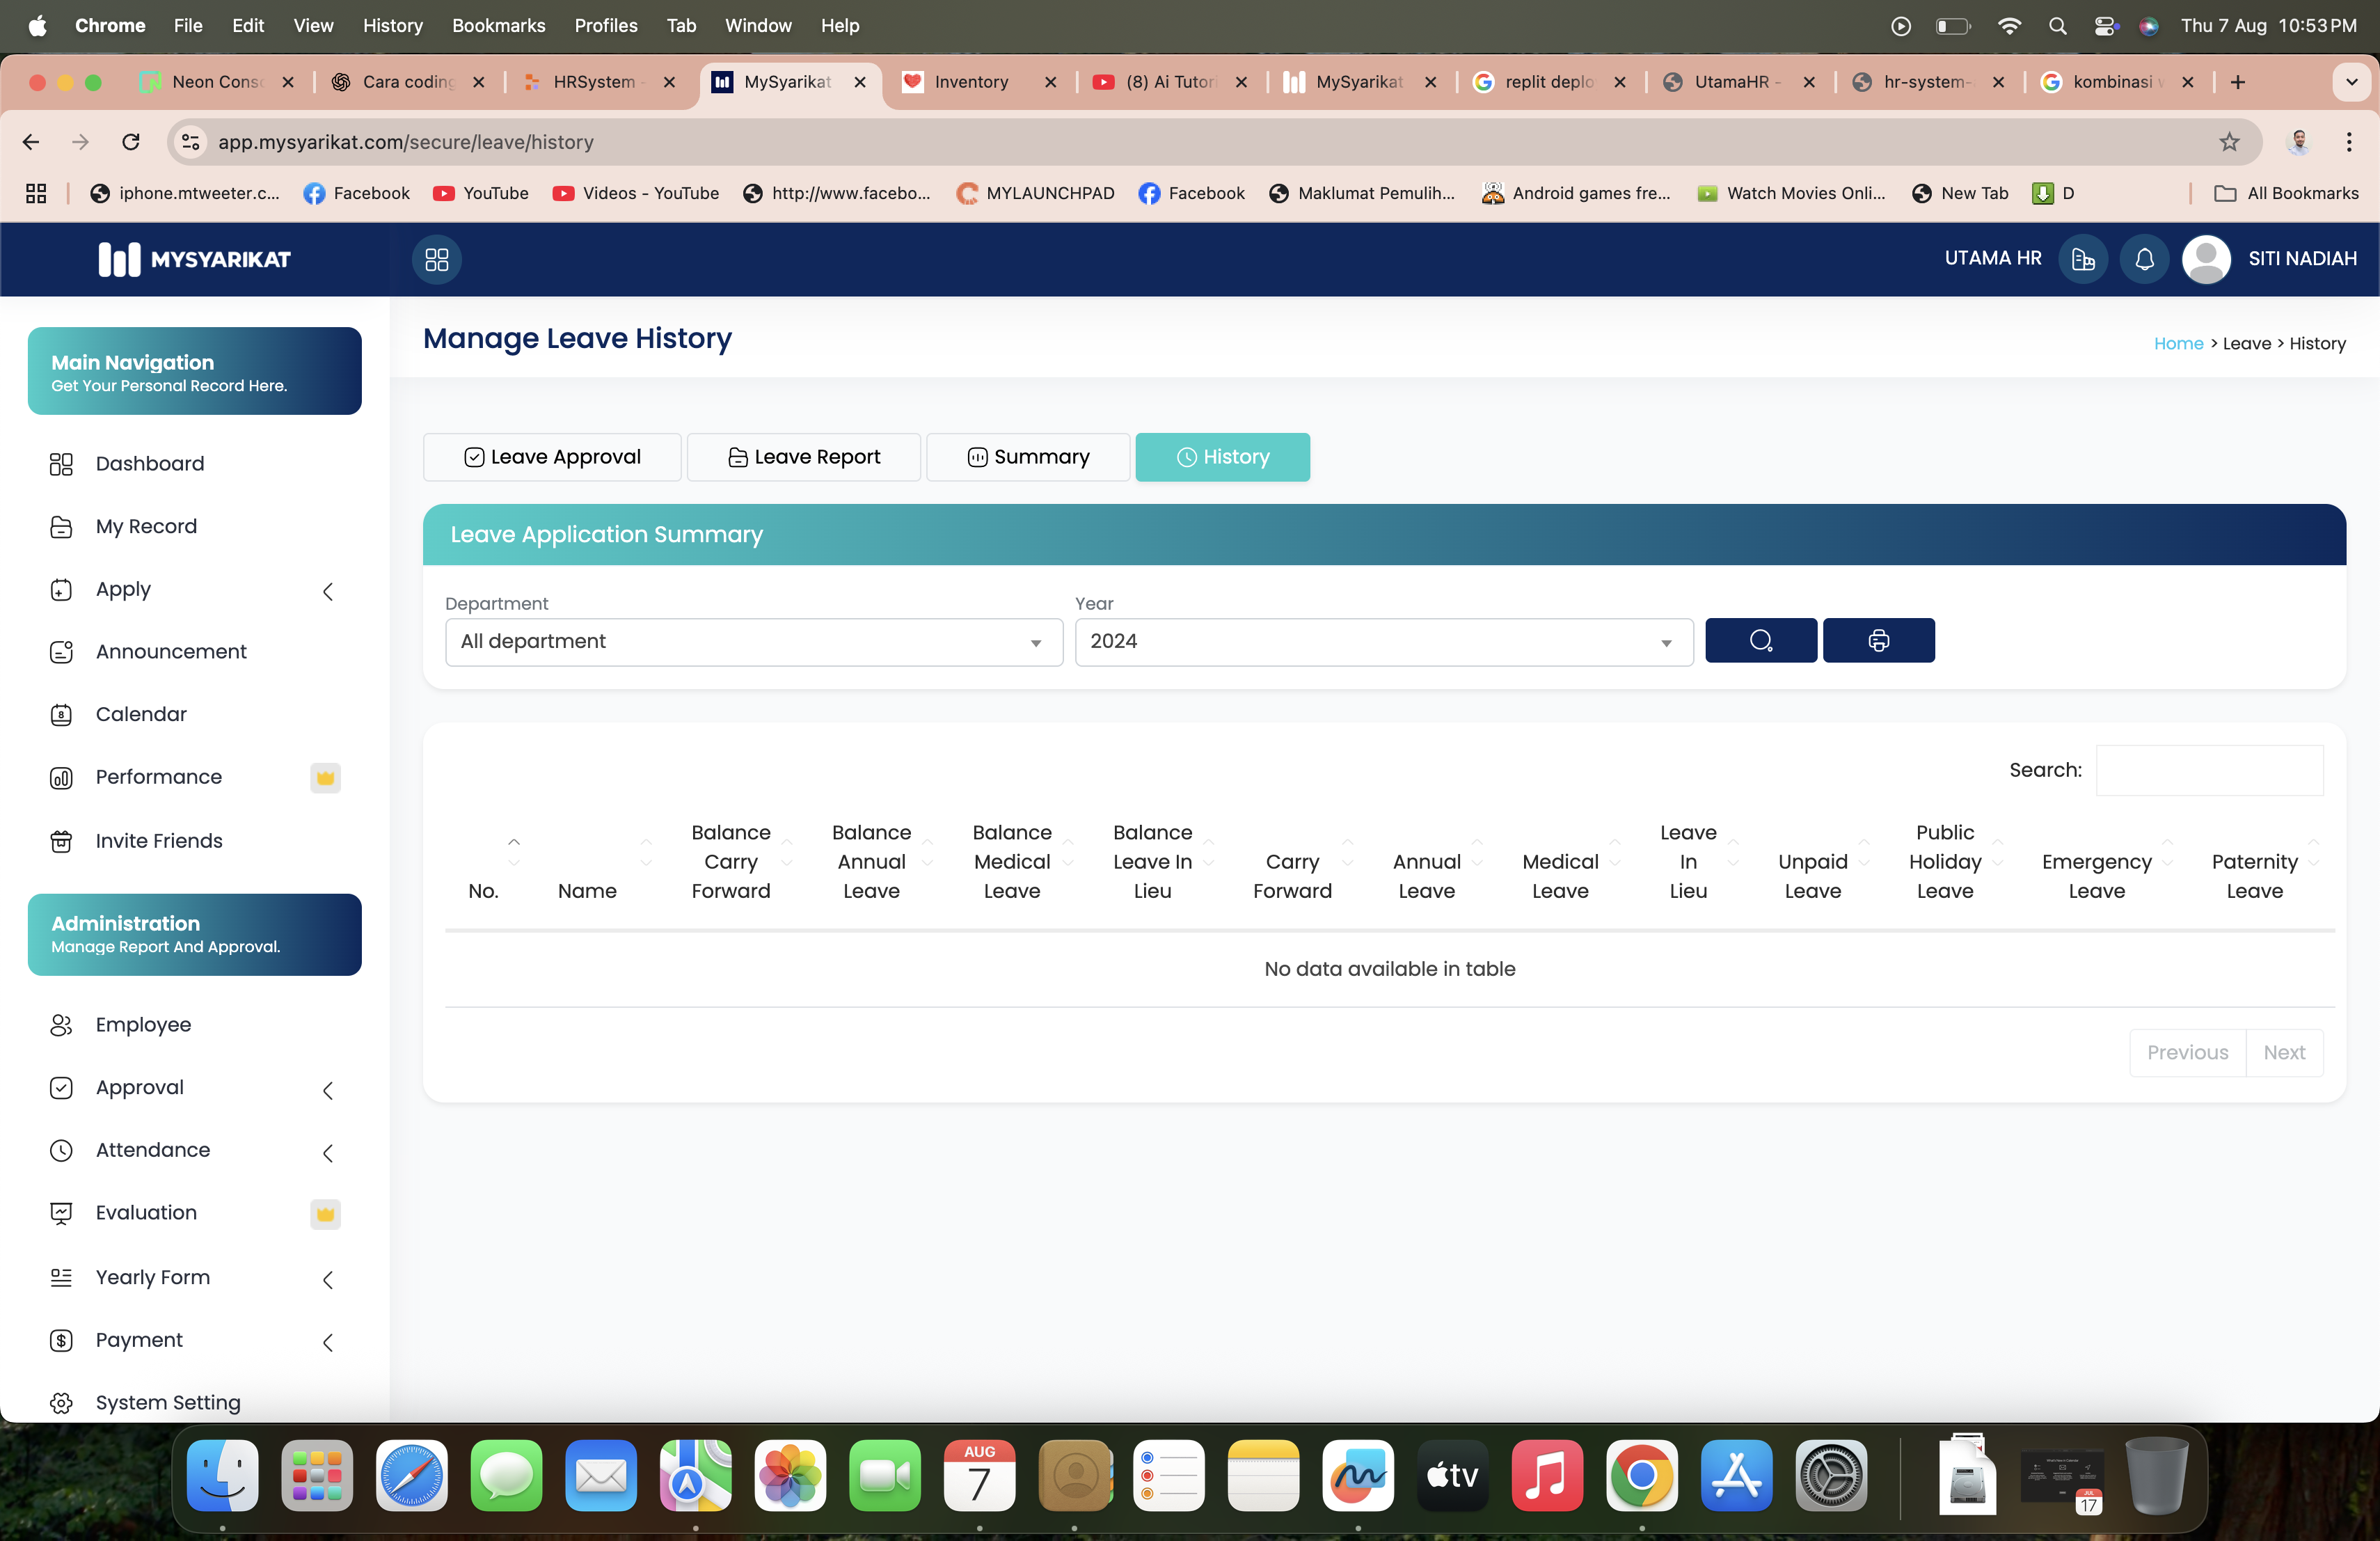 Chrome File Edit View History Bookmarks Profiles Tab Window Help
Thu 7 Aug 10:53 PM
Neon Cons
Cara coding
HRSystem -
MySyarikat
Inventory
(8) Ai Tutori
MySyarikat
replit deplo
UtamaHR -
hr-system-
kombinasi w
app.mysyarikat.com/secure/leave/history
iphone.mtweeter.c...
Facebook
YouTube
Videos - YouTube
http://www.facebo...
MYLAUNCHPAD
Facebook
Maklumat Pemulih...
Android games fre...
Watch Movies Onli...
New Tab
D
All Bookmarks
MYSYARIKAT
UTAMA HR
SITI NADIAH
Main Navigation
Get Your Personal Record Here.
Dashboard
My Record
Apply
Announcement
Calendar
Performance
Invite Friends
Administration
Manage Report And Approval.
Employee
Approval
Attendance
Evaluation
Yearly Form
Payment
System Setting
Manage Leave History
Home > Leave > History
Leave Approval
Leave Report
Summary
History
Leave Application Summary
Department
All department
Year
2024
Search:
No.
Name
Balance
Carry
Forward
Balance
Annual
Leave
Balance
Medical
Leave
Balance
Leave In
Lieu
Carry
Forward
Annual
Leave
Medical
Leave
Leave
In
Lieu
Unpaid
Leave
Public
Holiday
Leave
Emergency
Leave
Paternity
Leave
No data available in table
Previous
Next
AUG
7
tv
JUL
17